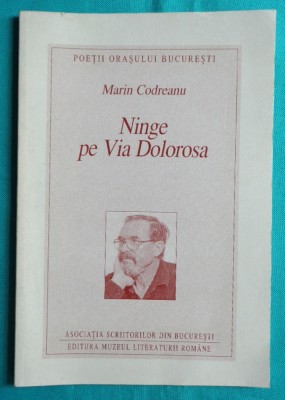 POEȚII ORAȘULUI BUCUREȘTI
Marin Codreanu
Ninge
pe Via Dolorosa
ASOCIAȚIA SCRIITORILOR DIN BUCUREȘTI
EDITURA MUZEUL LITERATURII ROMÂNE